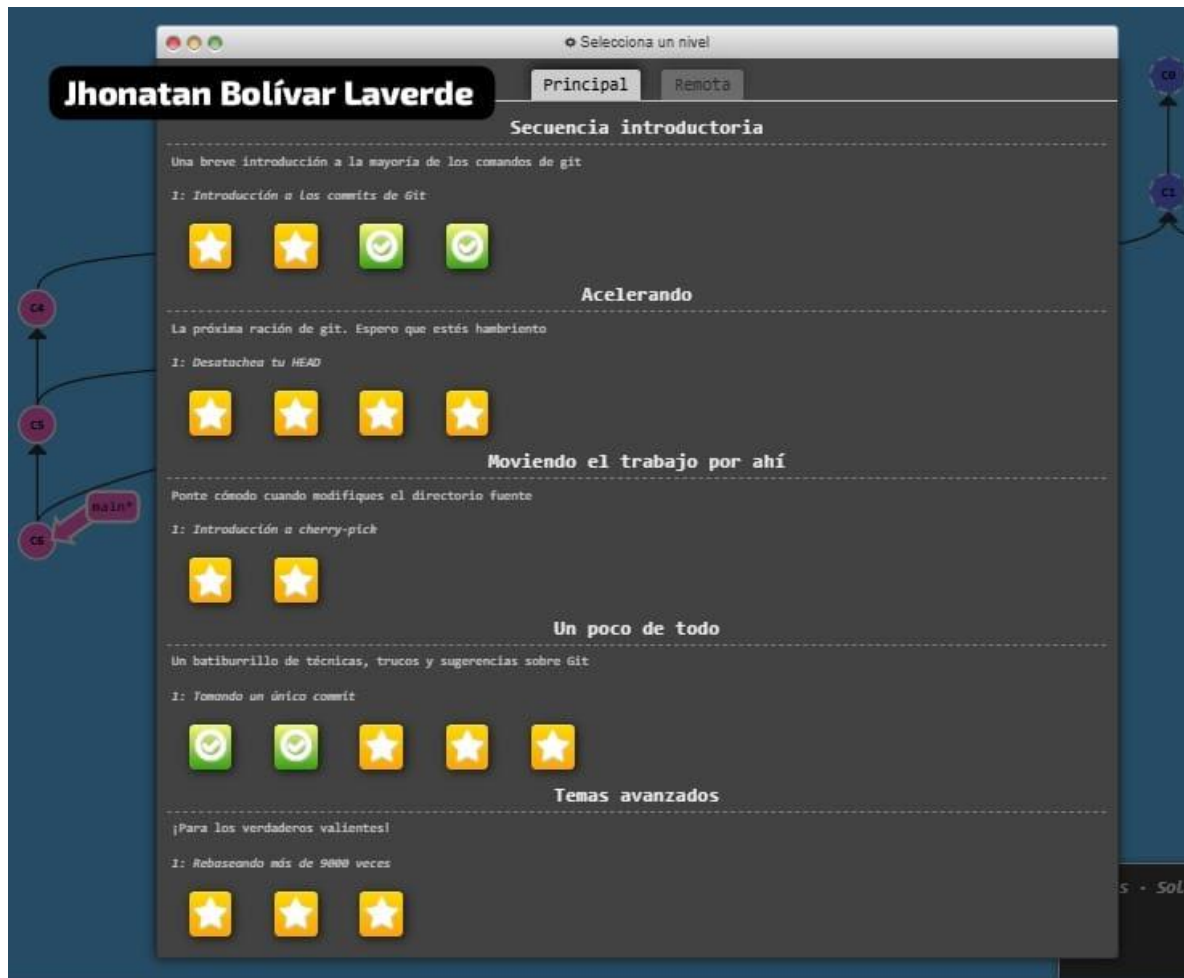 Selecciona un nivel
Jhonatan Bolívar Laverde
Principal
Remota
Secuencia introductoria
Una breve introducción a la mayoría de los comandos de git
1: Introducción a los commits de Git
Acelerando
La próxima ración de git. Espero que estés hambriento
1: Desatachea tu HEAD
Moviendo el trabajo por ahí
Ponte cómodo cuando modifiques el directorio fuente
1: Introducción a cherry-pick
Un poco de todo
Un batiburrillo de técnicas, trucos y sugerencias sobre Git
1: Tomando un único commit
Temas avanzados
¡Para los verdaderos valientes!
1: Rebaseando más de 9000 veces
C0
C1
C4
C5
main*
C6
s · Sol